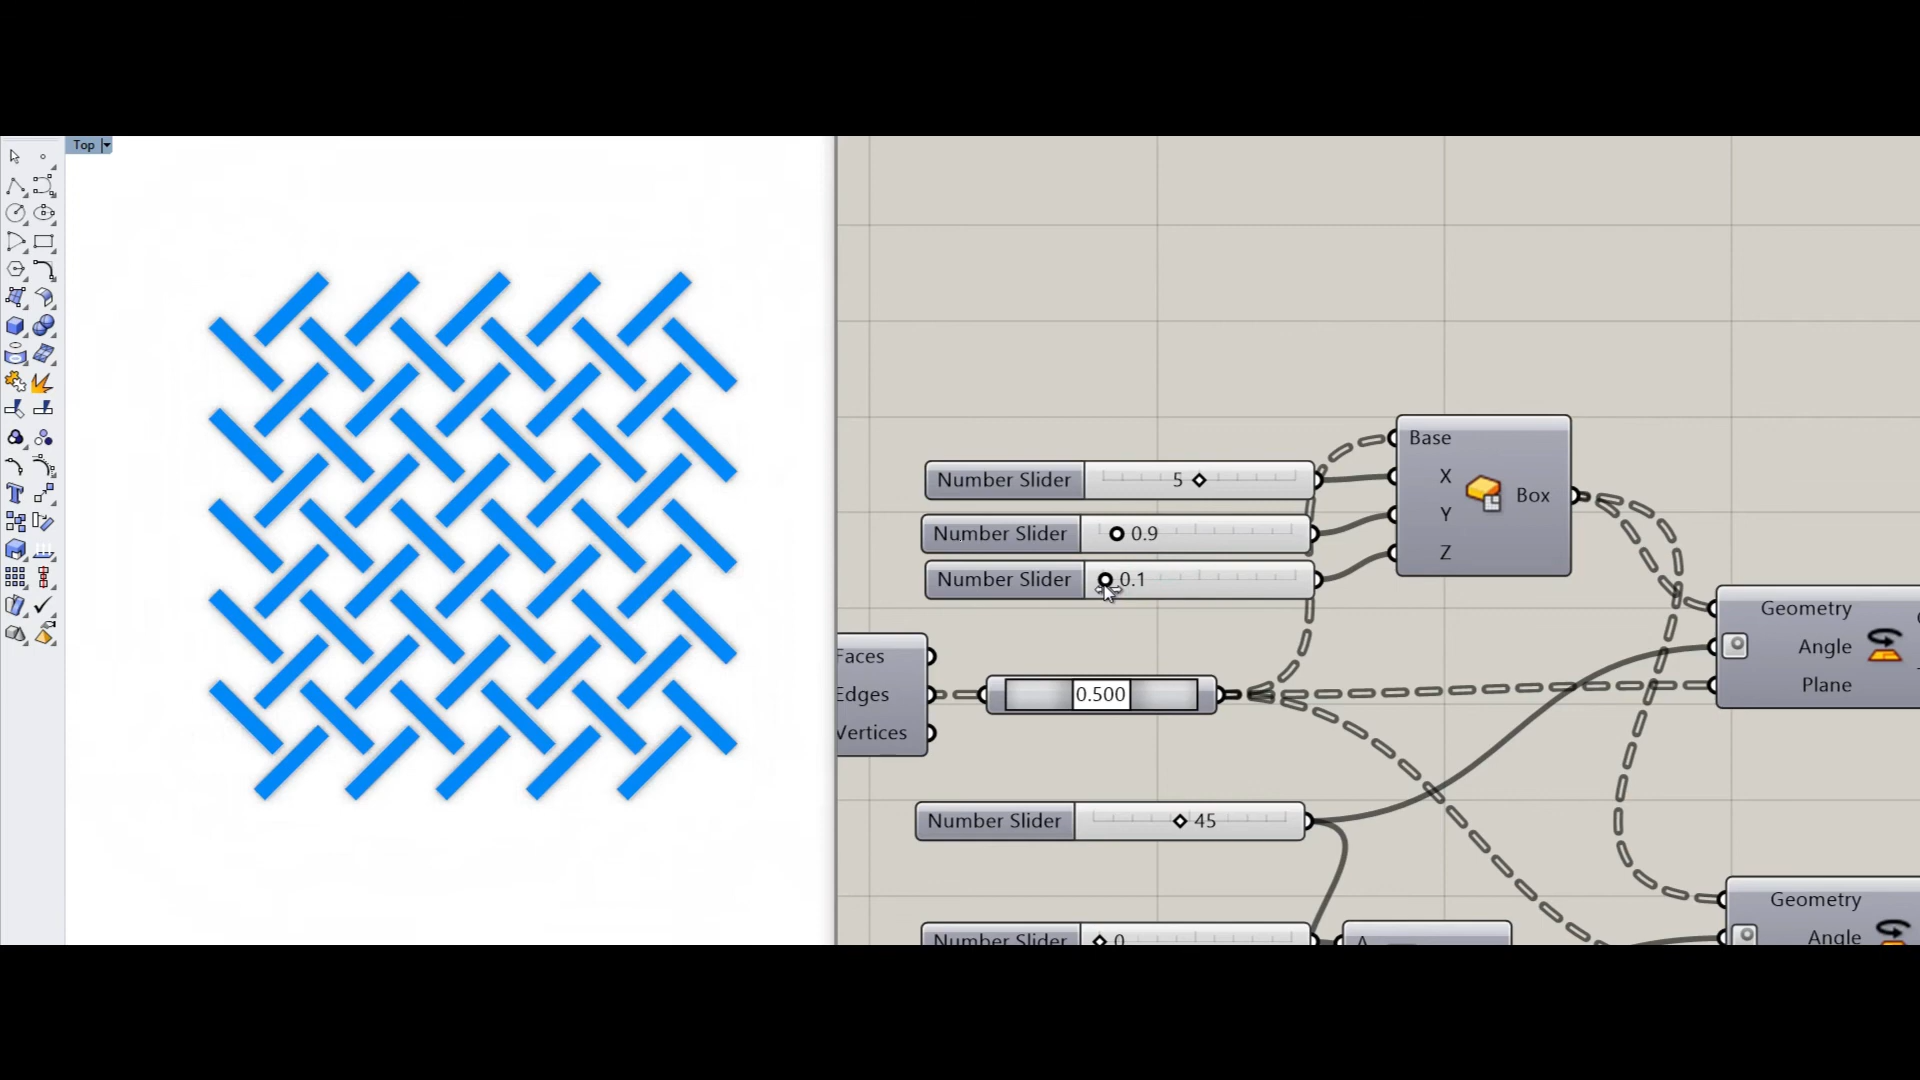 Top
Number Slider 5
Number Slider 0.9
Number Slider 0.1
Base
X
Y
Z
Box
Faces
Edges
Vertices
0.500
Geometry
Angle
Plane
Number Slider 45
Number Slider 0
A
Geometry
Angle